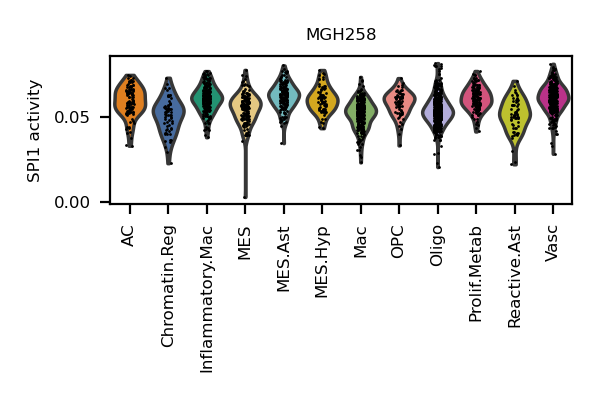 MGH258
SPI1 activity
0.05
0.00
AC
Chromatin.Reg
Inflammatory.Mac
MES
MES.Ast
MES.Hyp
Mac
OPC
Oligo
Prolif.Metab
Reactive.Ast
Vasc